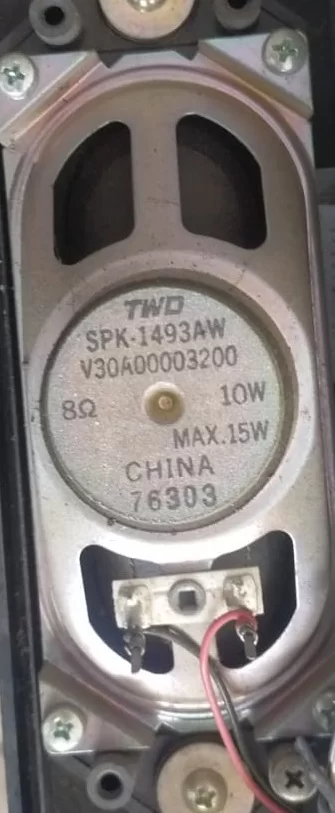 TWD
SPK-1493AW
V30A00003200
8Ω 10W
MAX.15W
CHINA
76303